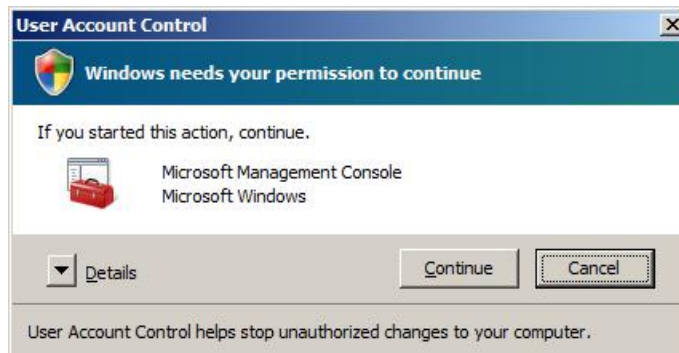 User Account Control
Windows needs your permission to continue
If you started this action, continue.
Microsoft Management Console
Microsoft Windows
Details
Continue
Cancel
User Account Control helps stop unauthorized changes to your computer.